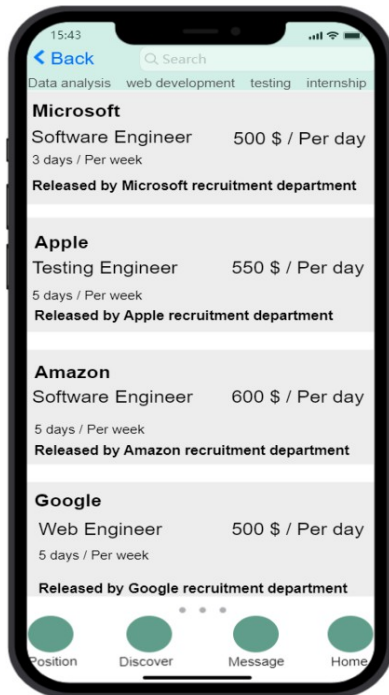 15:43
Back
Search
Data analysis web development testing internship
Microsoft
Software Engineer 500 $ / Per day
3 days / Per week
Released by Microsoft recruitment department
Apple
Testing Engineer 550 $ / Per day
5 days / Per week
Released by Apple recruitment department
Amazon
Software Engineer 600 $ / Per day
5 days / Per week
Released by Amazon recruitment department
Google
Web Engineer 500 $ / Per day
5 days / Per week
Released by Google recruitment department
Position Discover Message Home